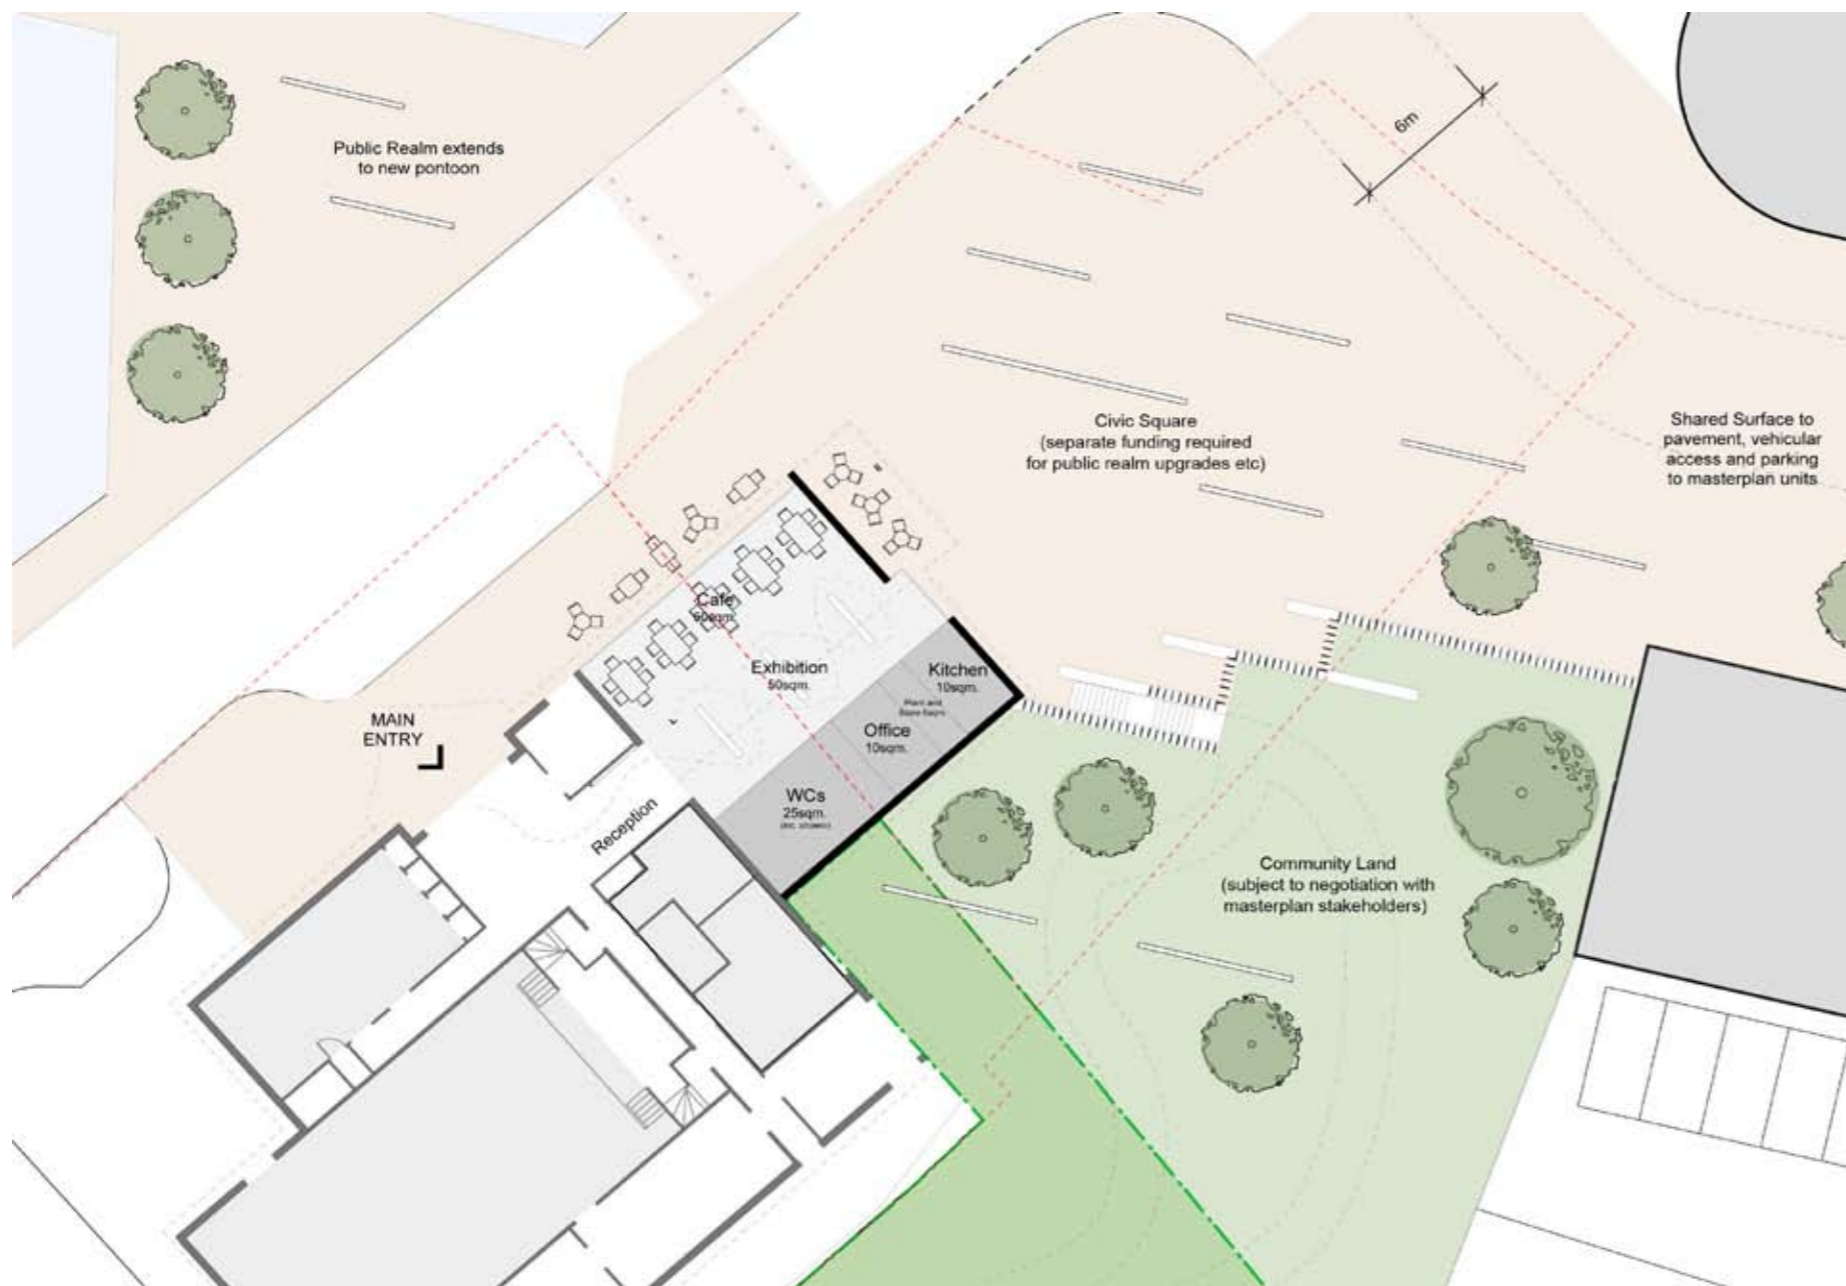 6m
Public Realm extends
to new pontoon
Civic Square
(separate funding required
for public realm upgrades etc)
Shared Surface to
pavement, vehicular
access and parking
to masterplan units
Cafe
Exhibition
50sqm.
Kitchen
10sqm.
Plant and
Office
10sqm.
MAIN
ENTRY
WCs
25sqm.
Reception
Community Land
(subject to negotiation with
masterplan stakeholders)